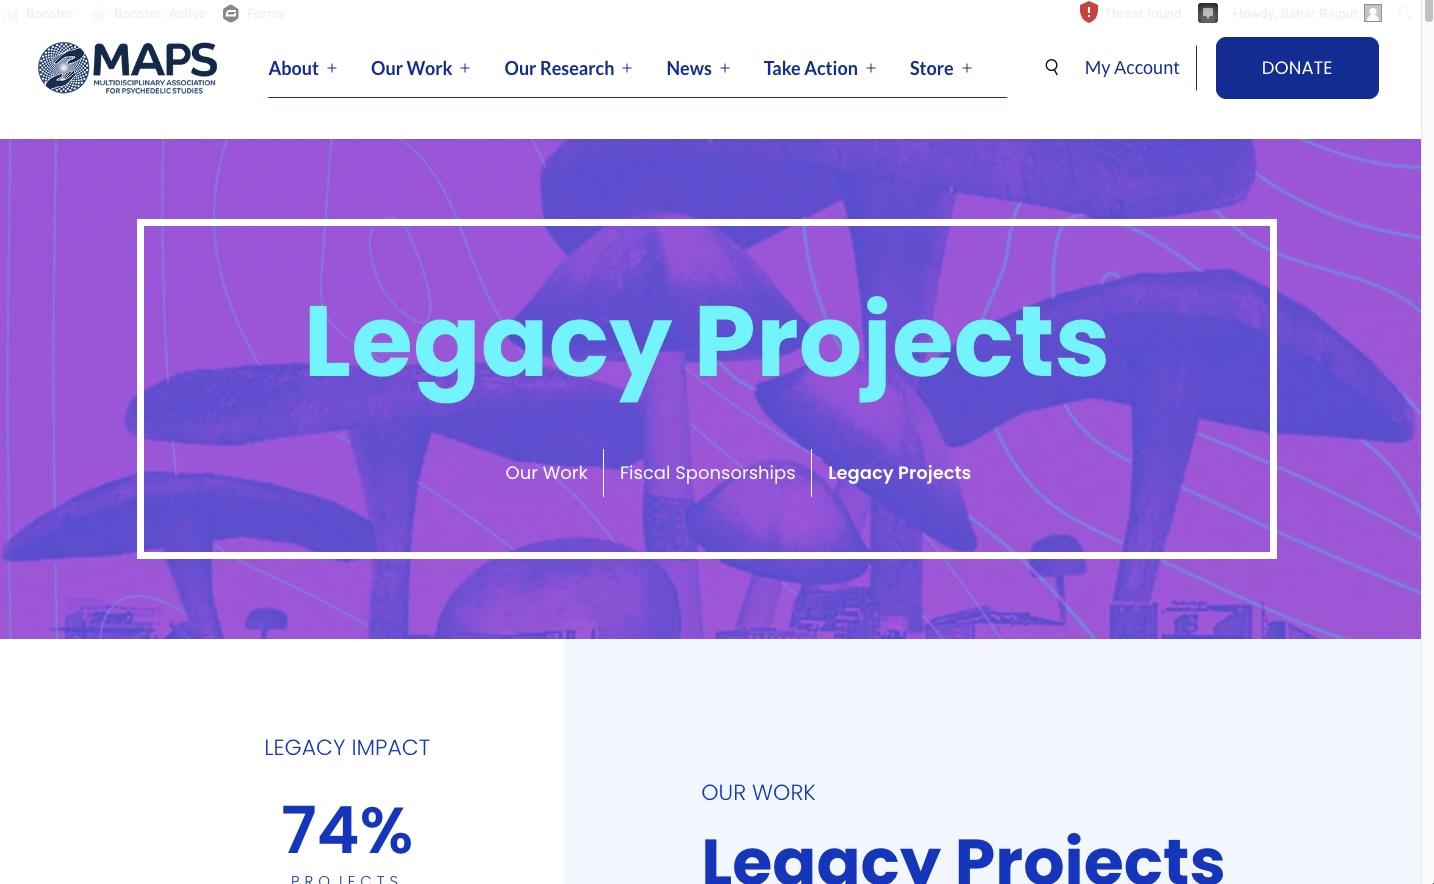 Booster Booster: Active Forms Threat found Howdy, Sahar Rajput
MAPS
MULTIDISCIPLINARY ASSOCIATION
FOR PSYCHEDELIC STUDIES
About + Our Work + Our Research + News + Take Action + Store + My Account DONATE
Legacy Projects
Our Work Fiscal Sponsorships Legacy Projects
LEGACY IMPACT
74%
PROJECTS
OUR WORK
Legacy Projects